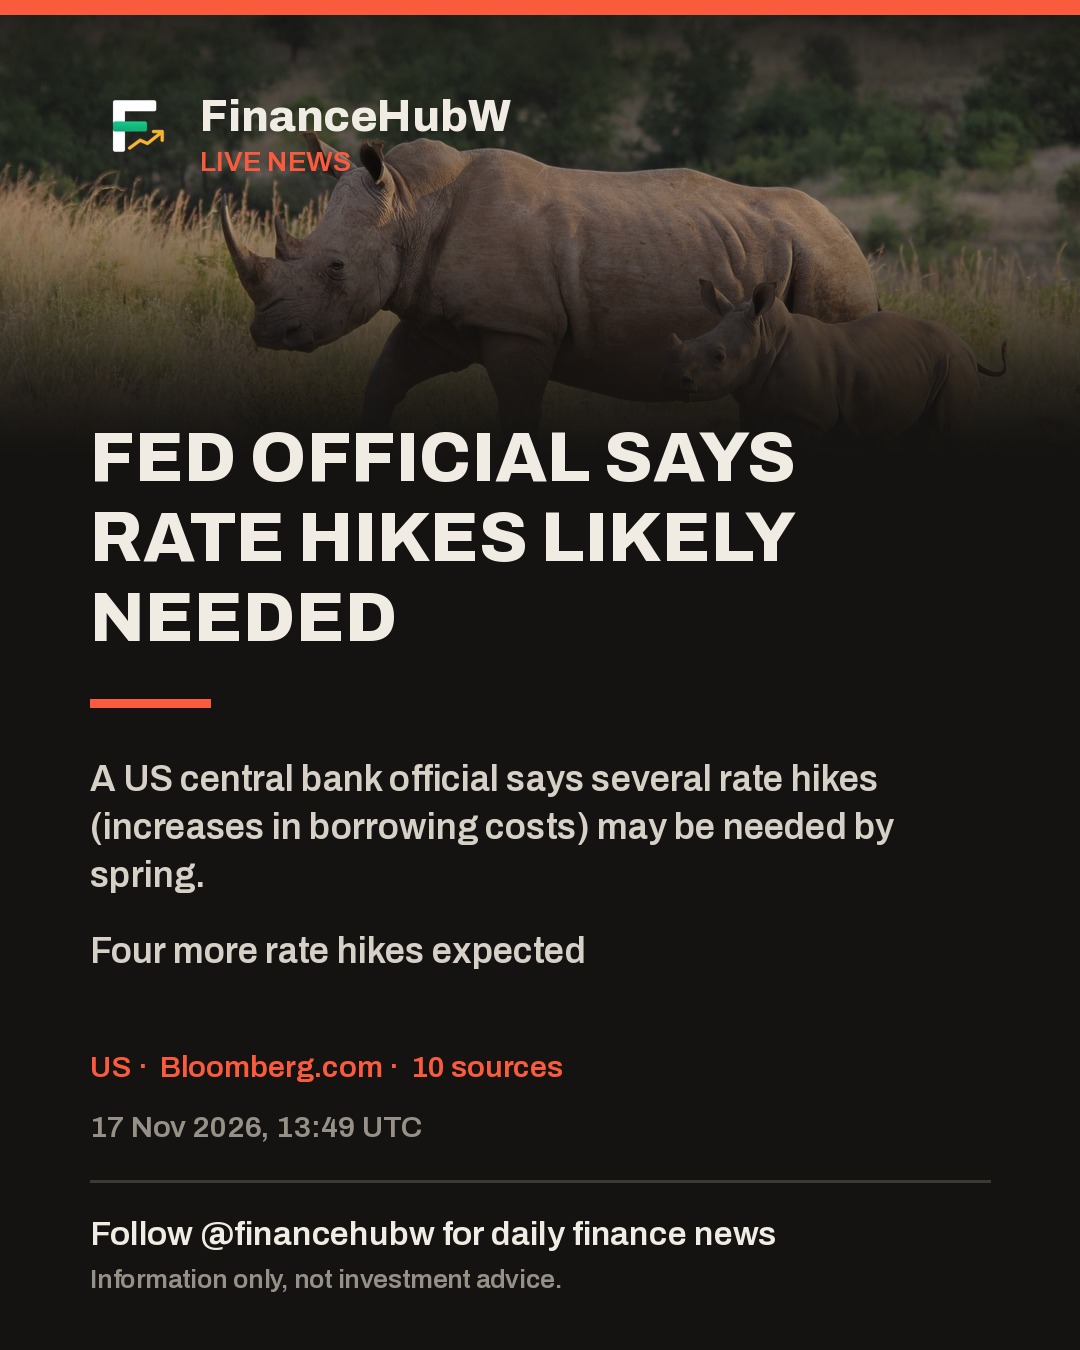 FinanceHubW
LIVE NEWS
FED OFFICIAL SAYS
RATE HIKES LIKELY
NEEDED
A US central bank official says several rate hikes
(increases in borrowing costs) may be needed by
spring.
Four more rate hikes expected
US · Bloomberg.com · 10 sources
17 Nov 2026, 13:49 UTC
Follow @financehubw for daily finance news
Information only, not investment advice.